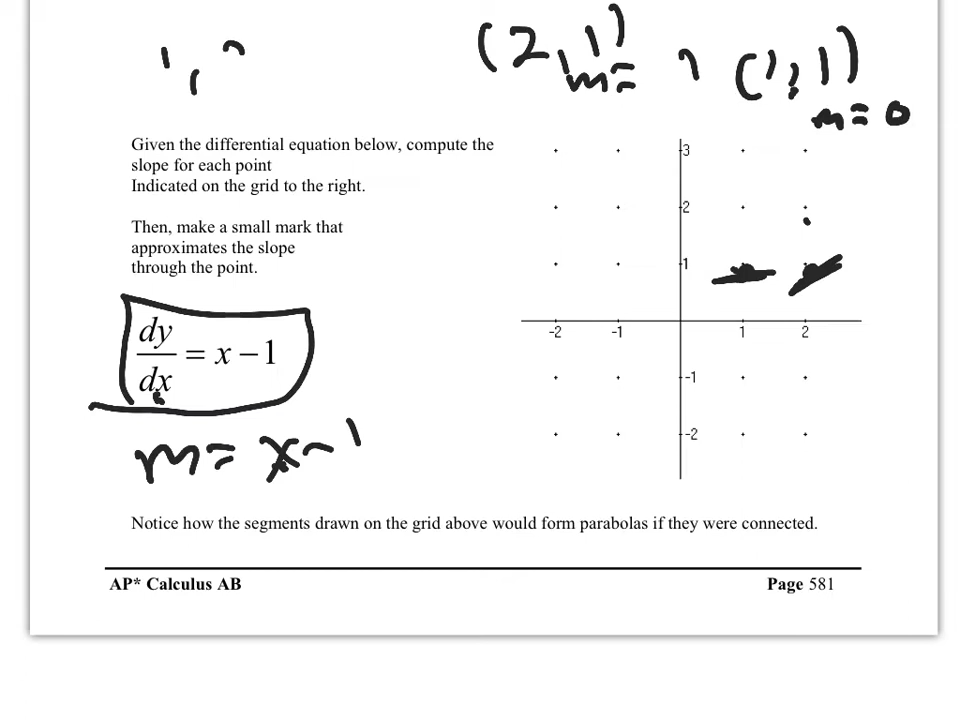 (2,1)
m= 1 (1,1)
m=0
Given the differential equation below, compute the
slope for each point
Indicated on the grid to the right.
Then, make a small mark that
approximates the slope
through the point.
dy
dx
= x − 1
m= x−1
3
2
1
-2 -1 1 2
-1
-2
Notice how the segments drawn on the grid above would form parabolas if they were connected.
AP* Calculus AB Page 581